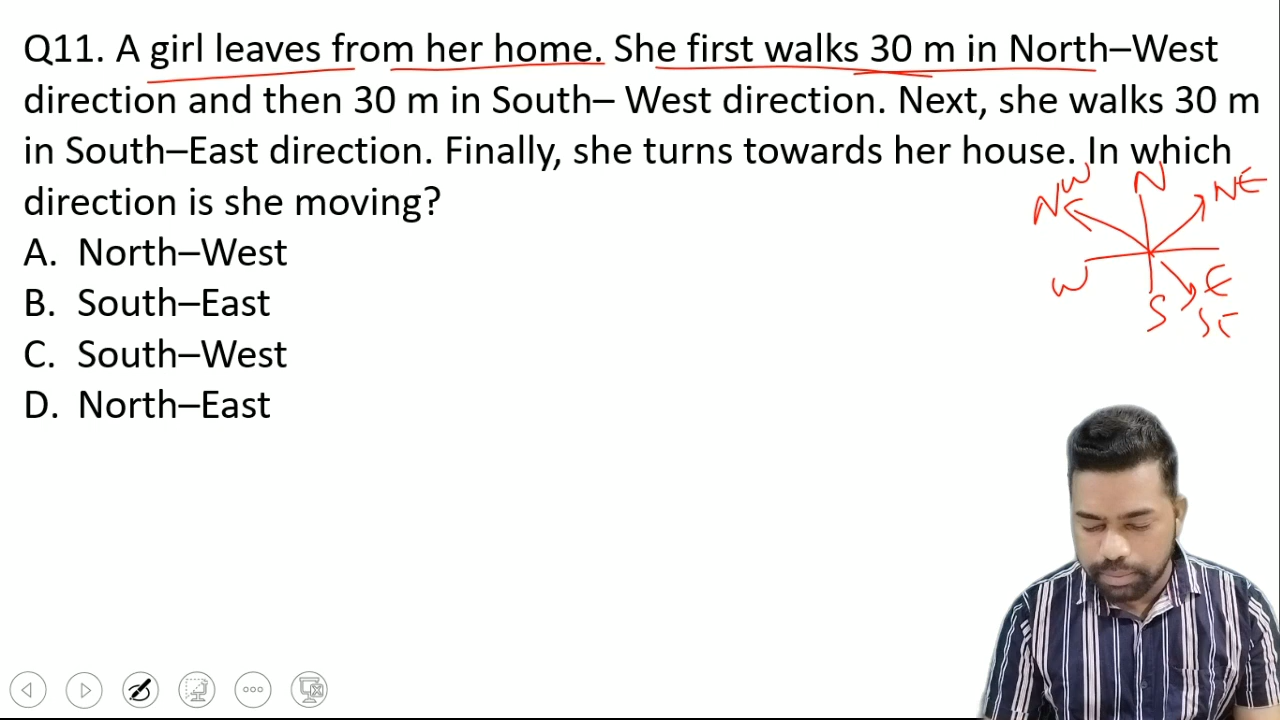 Q11. A girl leaves from her home. She first walks 30 m in North–West
direction and then 30 m in South– West direction. Next, she walks 30 m
in South–East direction. Finally, she turns towards her house. In which
direction is she moving?
A. North–West
B. South–East
C. South–West
D. North–East
NW N NE
W E
S SE